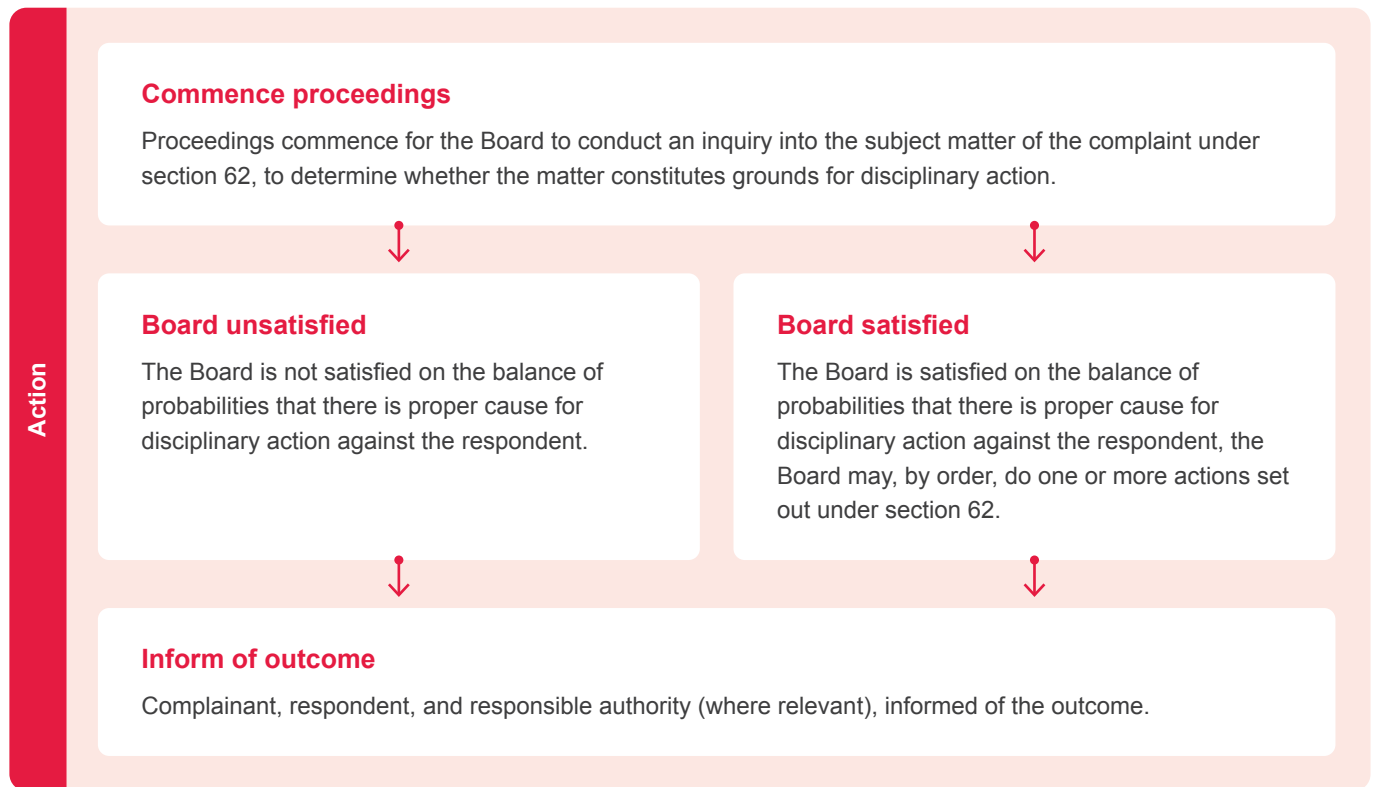 Action
Commence proceedings
Proceedings commence for the Board to conduct an inquiry into the subject matter of the complaint under
section 62, to determine whether the matter constitutes grounds for disciplinary action.
Board unsatisfied
The Board is not satisfied on the balance of
probabilities that there is proper cause for
disciplinary action against the respondent.
Board satisfied
The Board is satisfied on the balance of
probabilities that there is proper cause for
disciplinary action against the respondent, the
Board may, by order, do one or more actions set
out under section 62.
Inform of outcome
Complainant, respondent, and responsible authority (where relevant), informed of the outcome.